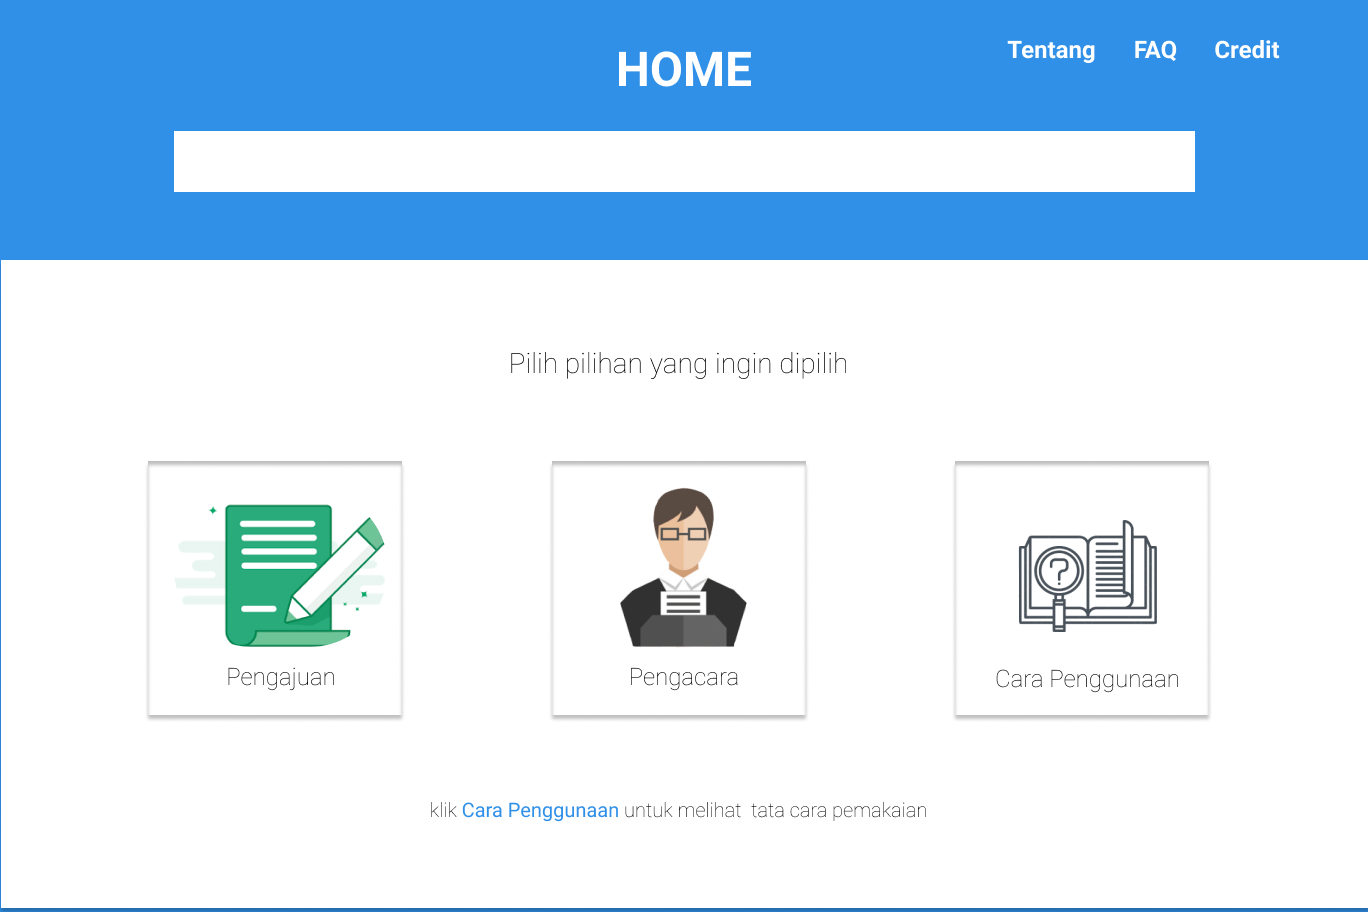 Tentang FAQ Credit
HOME
Pilih pilihan yang ingin dipilih
Pengajuan
Pengacara
Cara Penggunaan
klik Cara Penggunaan untuk melihat  tata cara pemakaian